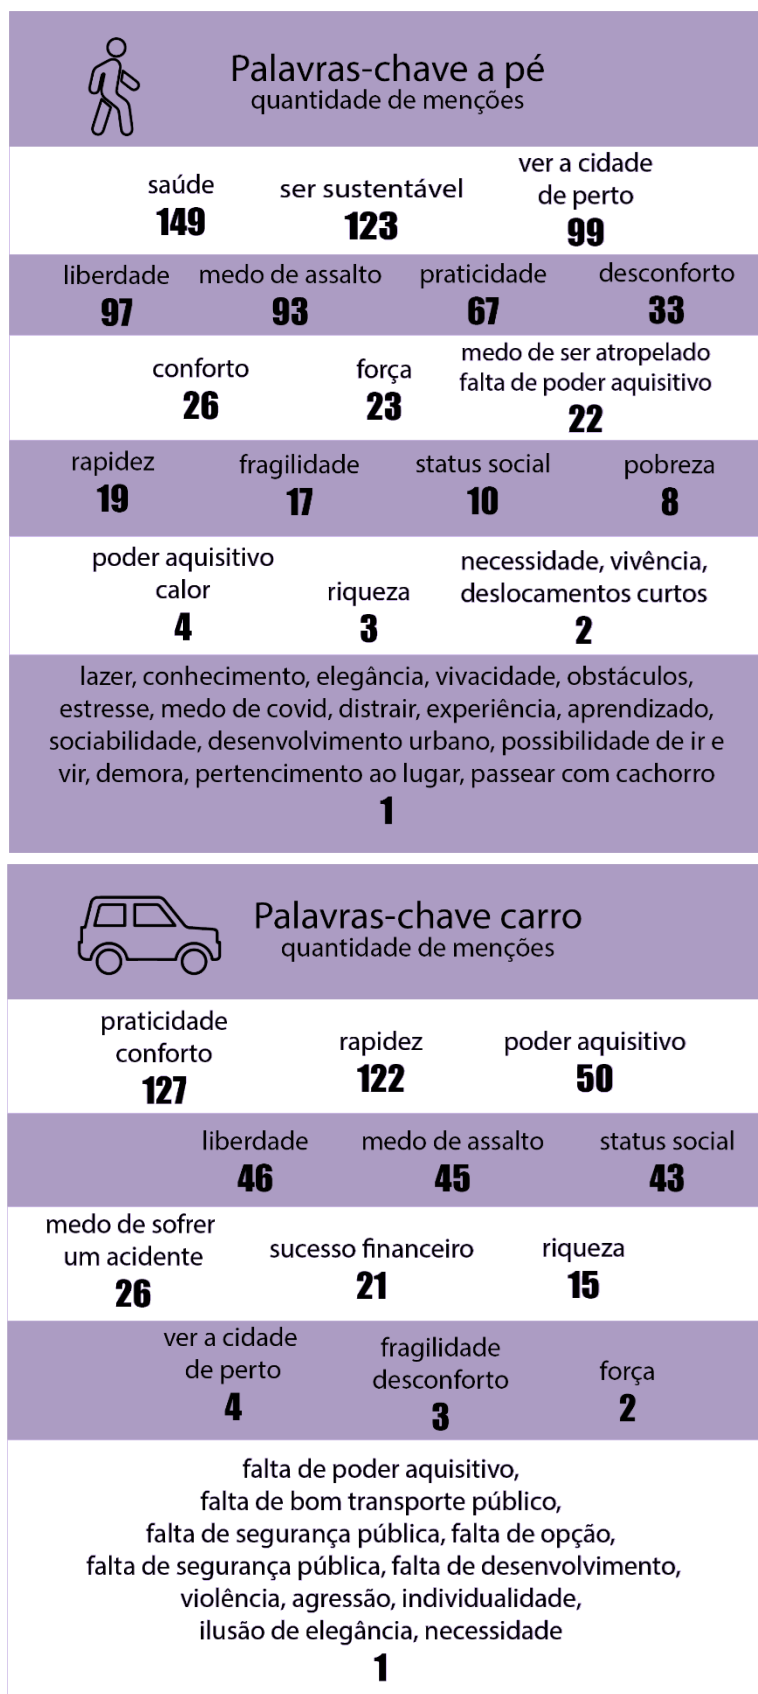 Palavras-chave a pé
quantidade de menções
saúde
149
ser sustentável
123
ver a cidade
de perto
99
liberdade
97
medo de assalto
93
praticidade
67
desconforto
33
conforto
26
força
23
medo de ser atropelado
falta de poder aquisitivo
22
rapidez
19
fragilidade
17
status social
10
pobreza
8
poder aquisitivo
calor
4
riqueza
3
necessidade, vivência,
deslocamentos curtos
2
lazer, conhecimento, elegância, vivacidade, obstáculos,
estresse, medo de covid, distrair, experiência, aprendizado,
sociabilidade, desenvolvimento urbano, possibilidade de ir e
vir, demora, pertencimento ao lugar, passear com cachorro
1
Palavras-chave carro
quantidade de menções
praticidade
conforto
127
rapidez
122
poder aquisitivo
50
liberdade
46
medo de assalto
45
status social
43
medo de sofrer
um acidente
26
sucesso financeiro
21
riqueza
15
ver a cidade
de perto
4
fragilidade
desconforto
3
força
2
falta de poder aquisitivo,
falta de bom transporte público,
falta de segurança pública, falta de opção,
falta de segurança pública, falta de desenvolvimento,
violência, agressão, individualidade,
ilusão de elegância, necessidade
1